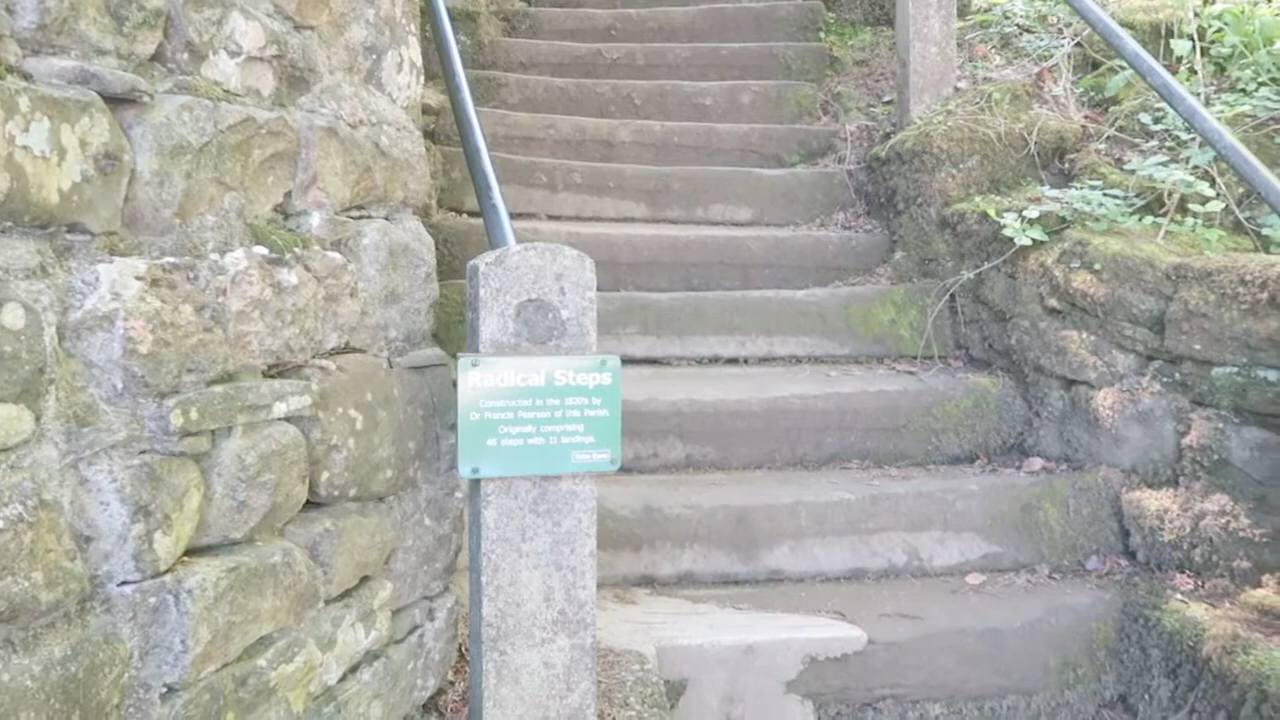 Radical Steps
Constructed in the 1820's by
Dr Francis Pearson of this Parish.
Originally comprising
46 steps with 11 landings.